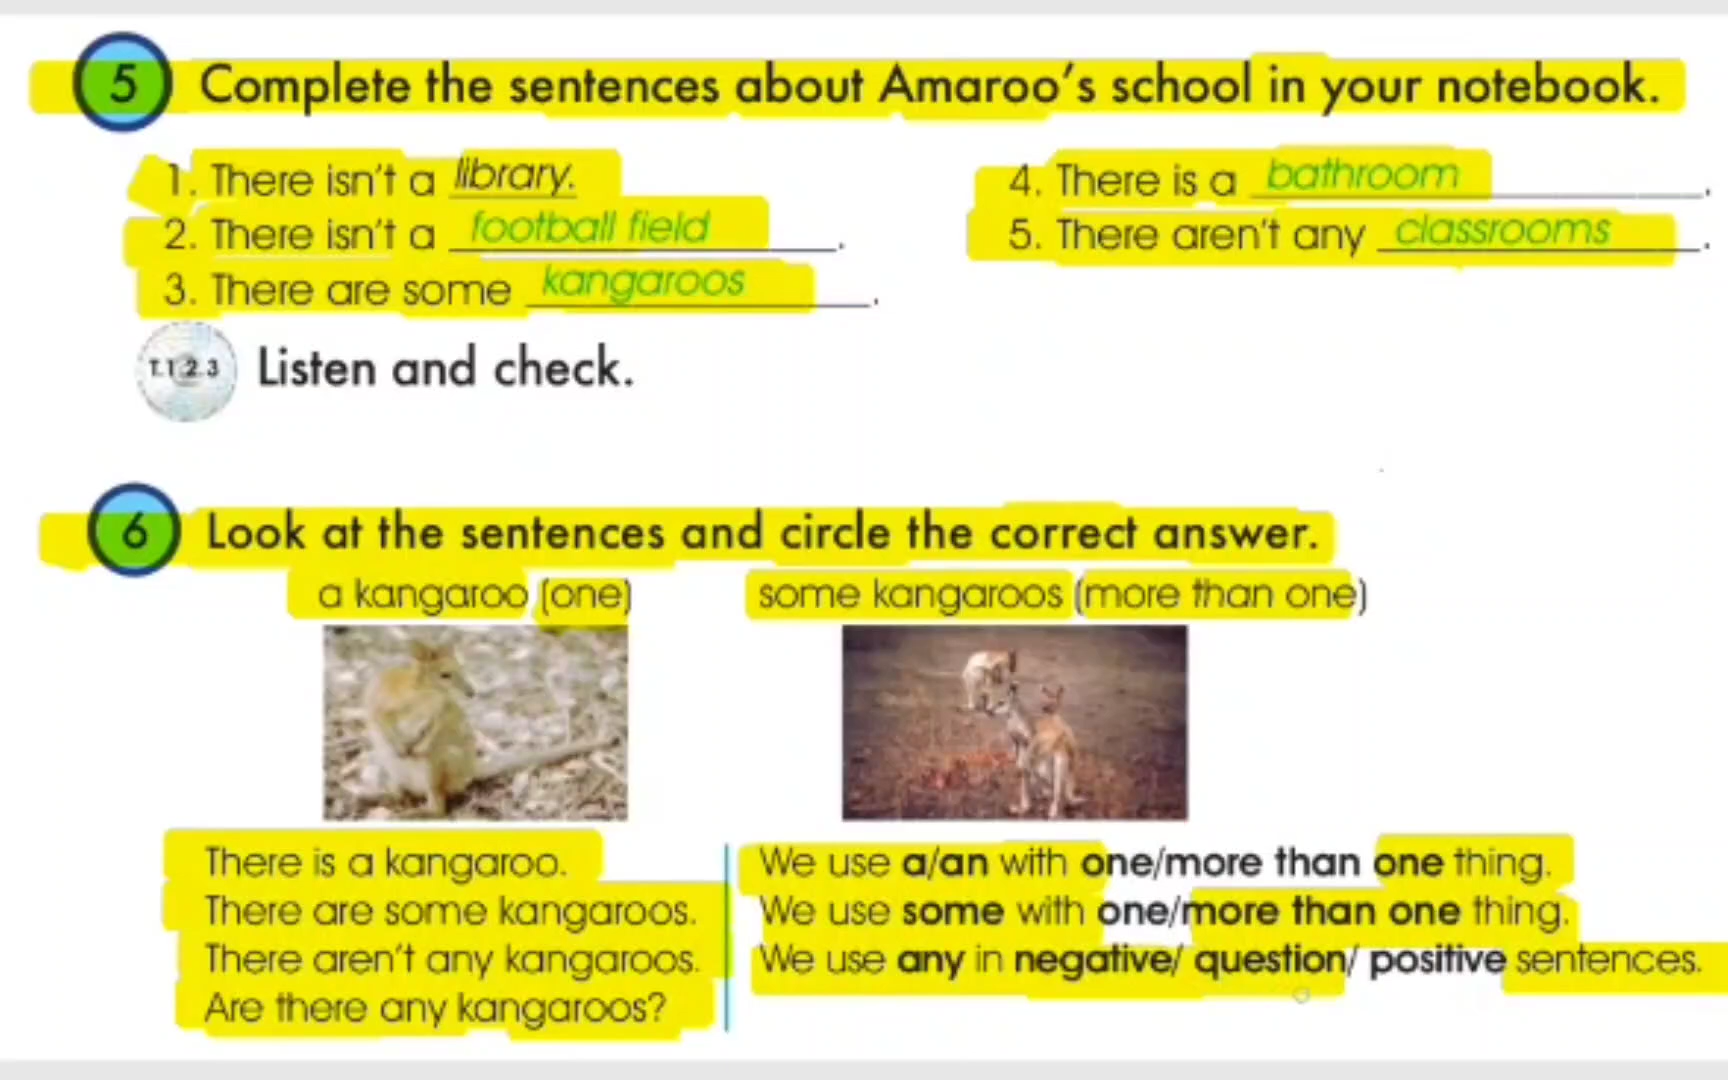 5 Complete the sentences about Amaroo's school in your notebook.
1. There isn't a library.
2. There isn't a football field.
3. There are some kangaroos.
4. There is a bathroom.
5. There aren't any classrooms.
T.1 2.3 Listen and check.
6 Look at the sentences and circle the correct answer.
a kangaroo (one)
some kangaroos (more than one)
There is a kangaroo.
There are some kangaroos.
There aren't any kangaroos.
Are there any kangaroos?
We use a/an with one/more than one thing.
We use some with one/more than one thing.
We use any in negative/ question/ positive sentences.